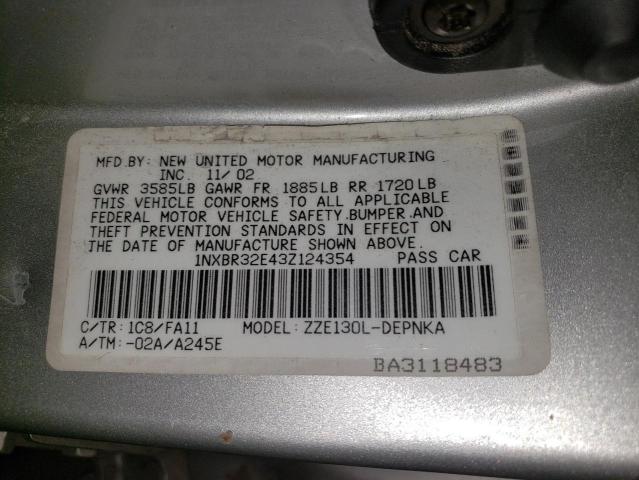 MFD.BY: NEW UNITED MOTOR MANUFACTURING
INC. 11/02
GVWR 3585LB GAWR FR 1885LB RR 1720LB
THIS VEHICLE CONFORMS TO ALL APPLICABLE
FEDERAL MOTOR VEHICLE SAFETY.BUMPER.AND
THEFT PREVENTION STANDARDS IN EFFECT ON
THE DATE OF MANUFACTURE SHOWN ABOVE.
1NXBR32E43Z124354 PASS CAR
C/TR:1C8/FA11 MODEL: ZZE130L-DEPNKA
A/TM:-02A/A245E
BA3118483